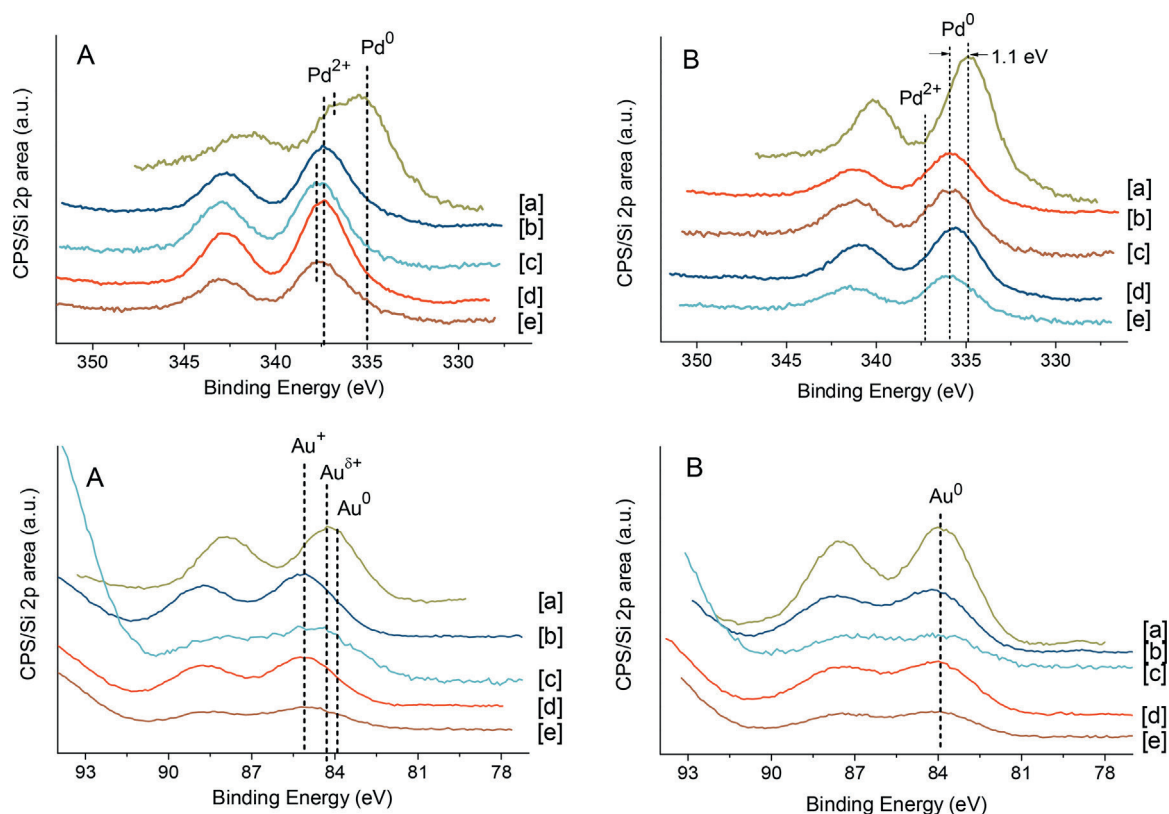 A
Pd0
Pd2+
CPS/Si 2p area (a.u.)
[a]
[b]
[c]
[d]
[e]
350 345 340 335 330
Binding Energy (eV)
B
Pd0
1.1 eV
Pd2+
CPS/Si 2p area (a.u.)
[a]
[b]
[c]
[d]
[e]
350 345 340 335 330
Binding Energy (eV)
A
Au+
Auδ+
Au0
CPS/Si 2p area (a.u.)
[a]
[b]
[c]
[d]
[e]
93 90 87 84 81 78
Binding Energy (eV)
B
Au0
CPS/Si 2p area (a.u.)
[a]
[b]
[c]
[d]
[e]
93 90 87 84 81 78
Binding Energy (eV)